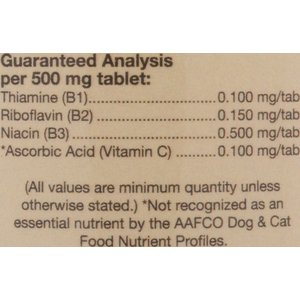 Guaranteed Analysis
per 500 mg tablet:
Thiamine (B1)............................0.100 mg/tab
Riboflavin (B2)..........................0.150 mg/tab
Niacin (B3)................................0.500 mg/tab
*Ascorbic Acid (Vitamin C) ........0.100 mg/tab
(All values are minimum quantity unless
otherwise stated.) *Not recognized as an
essential nutrient by the AAFCO Dog & Cat
Food Nutrient Profiles.